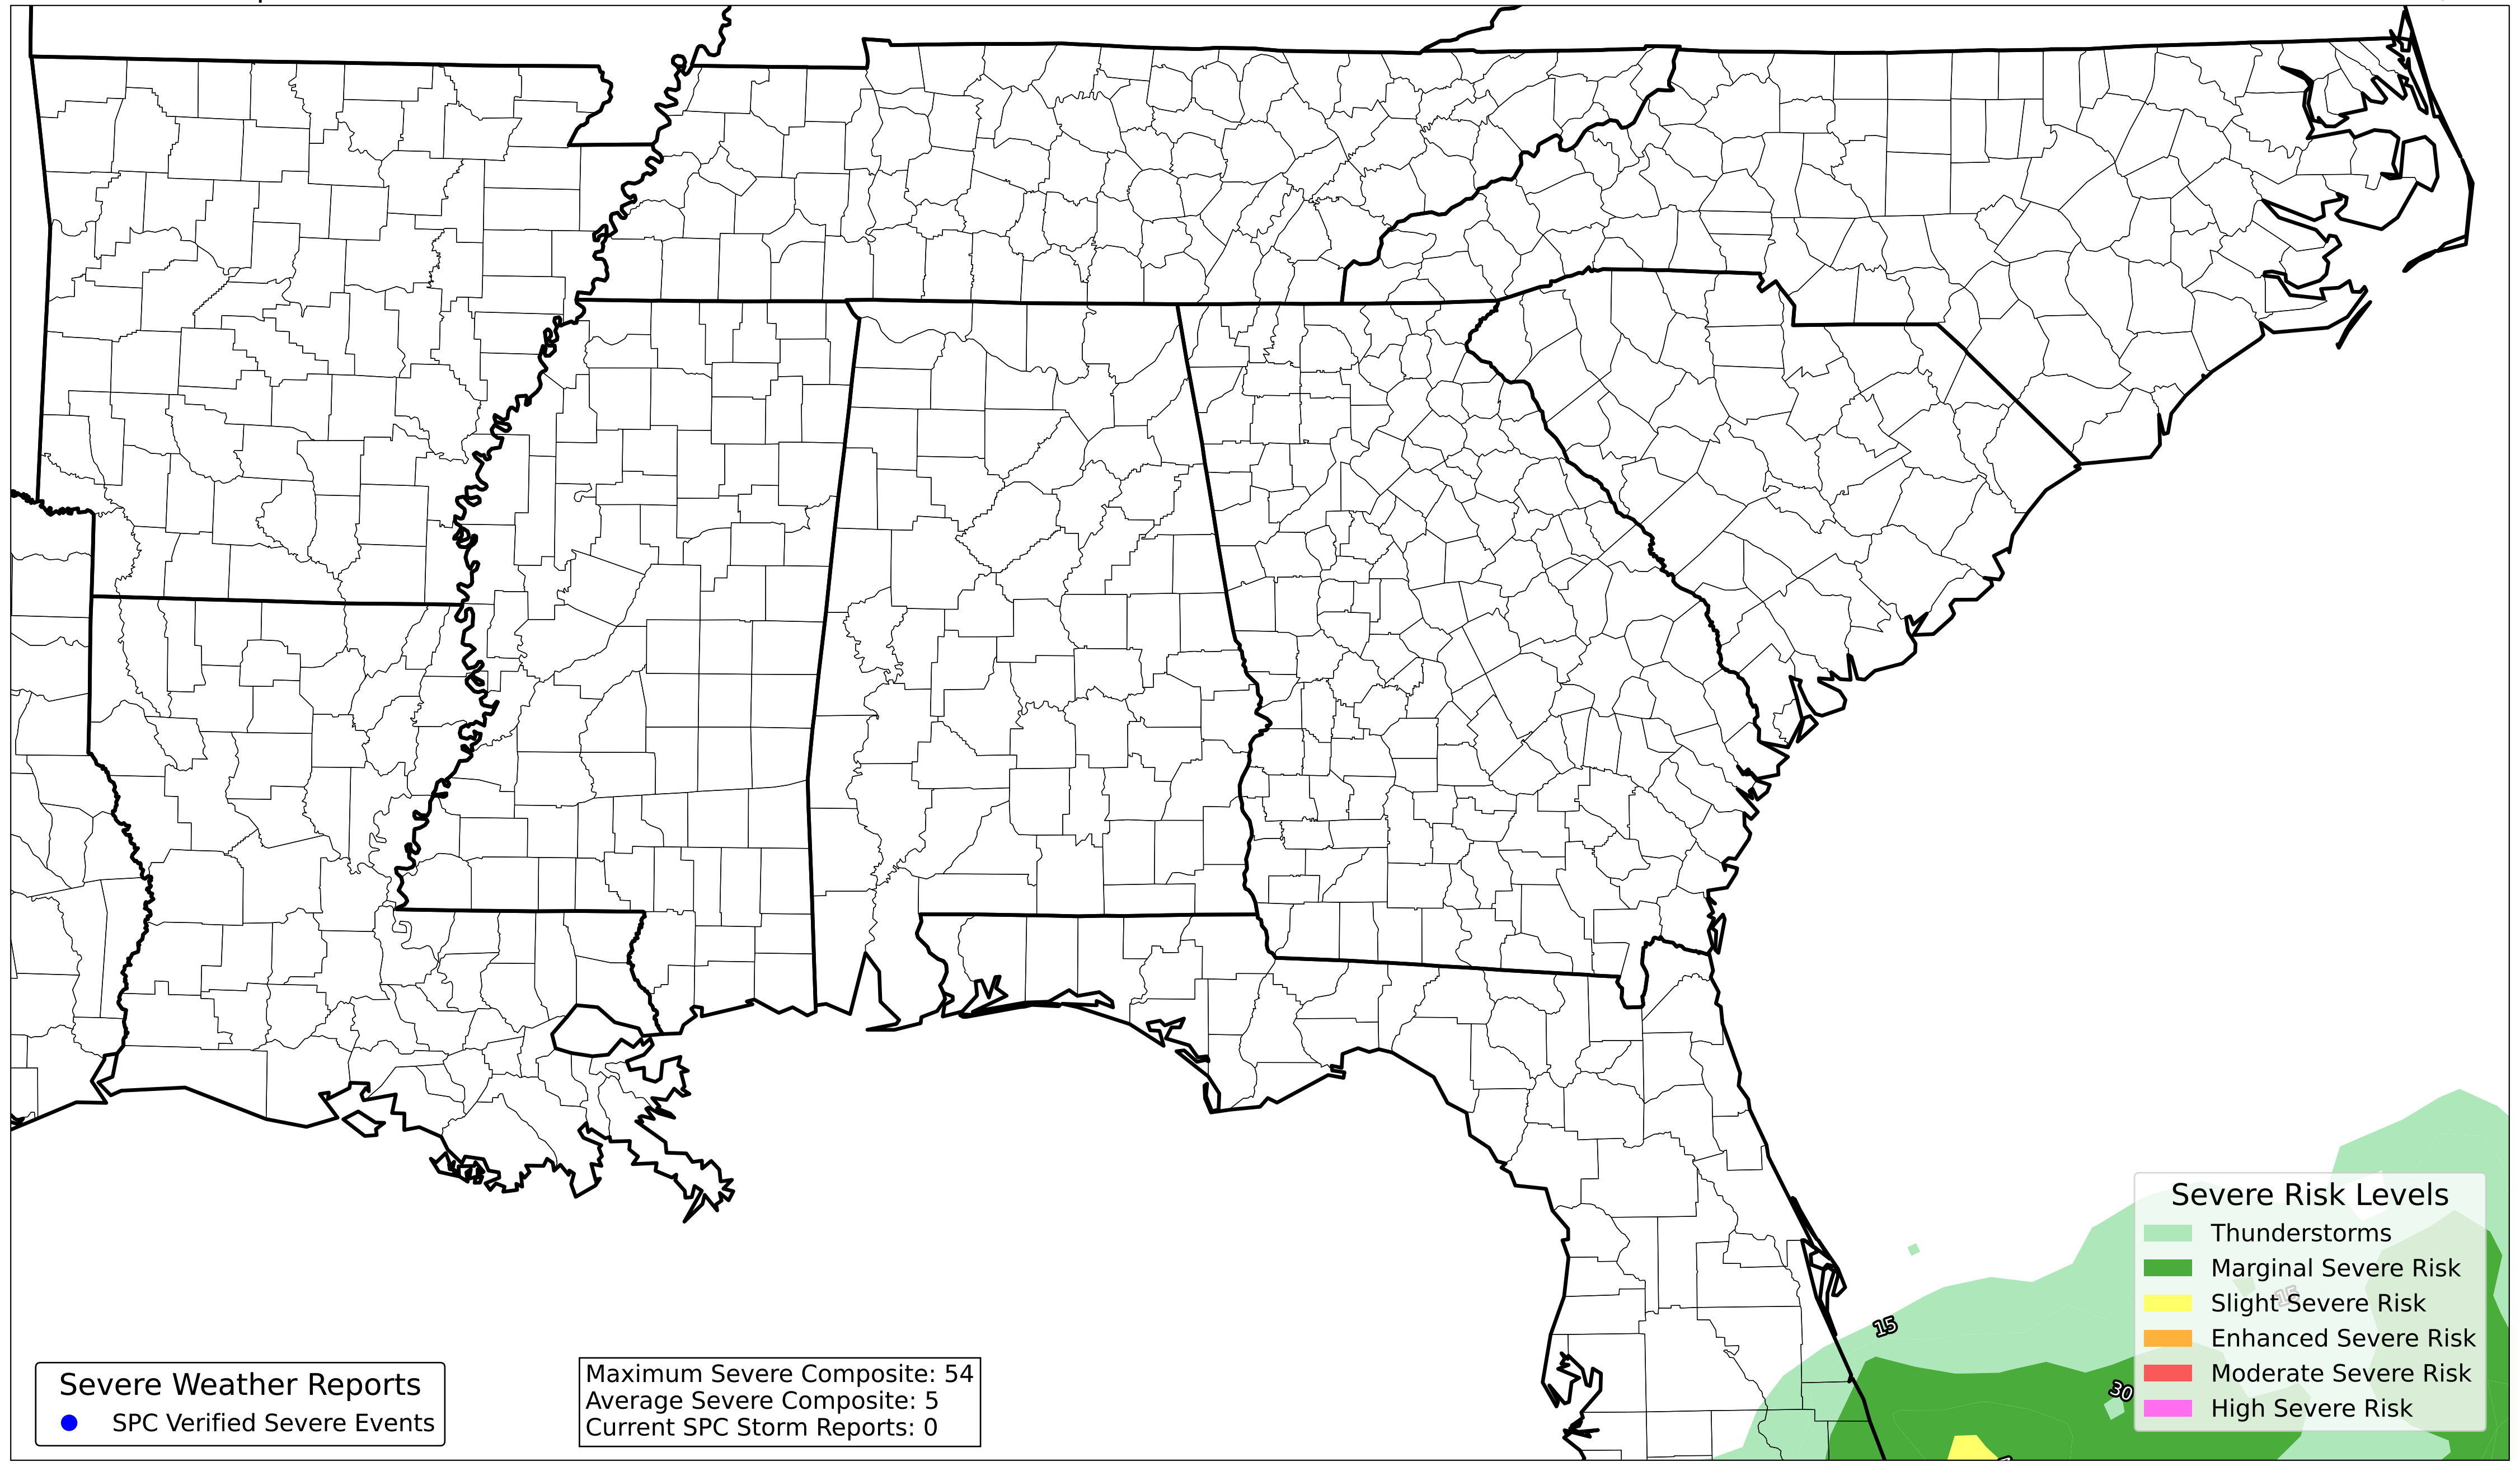 15
15
30
Severe Risk Levels
Thunderstorms
Marginal Severe Risk
Slight Severe Risk
Enhanced Severe Risk
Moderate Severe Risk
High Severe Risk
Severe Weather Reports
SPC Verified Severe Events
Maximum Severe Composite: 54
Average Severe Composite: 5
Current SPC Storm Reports: 0